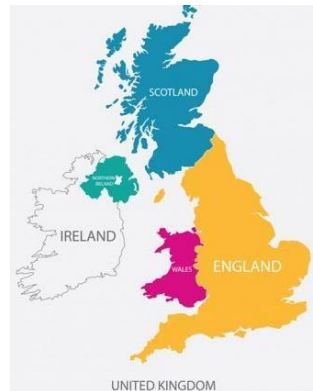 SCOTLAND
NORTHERN
IRELAND
IRELAND
WALES
ENGLAND
UNITED KINGDOM